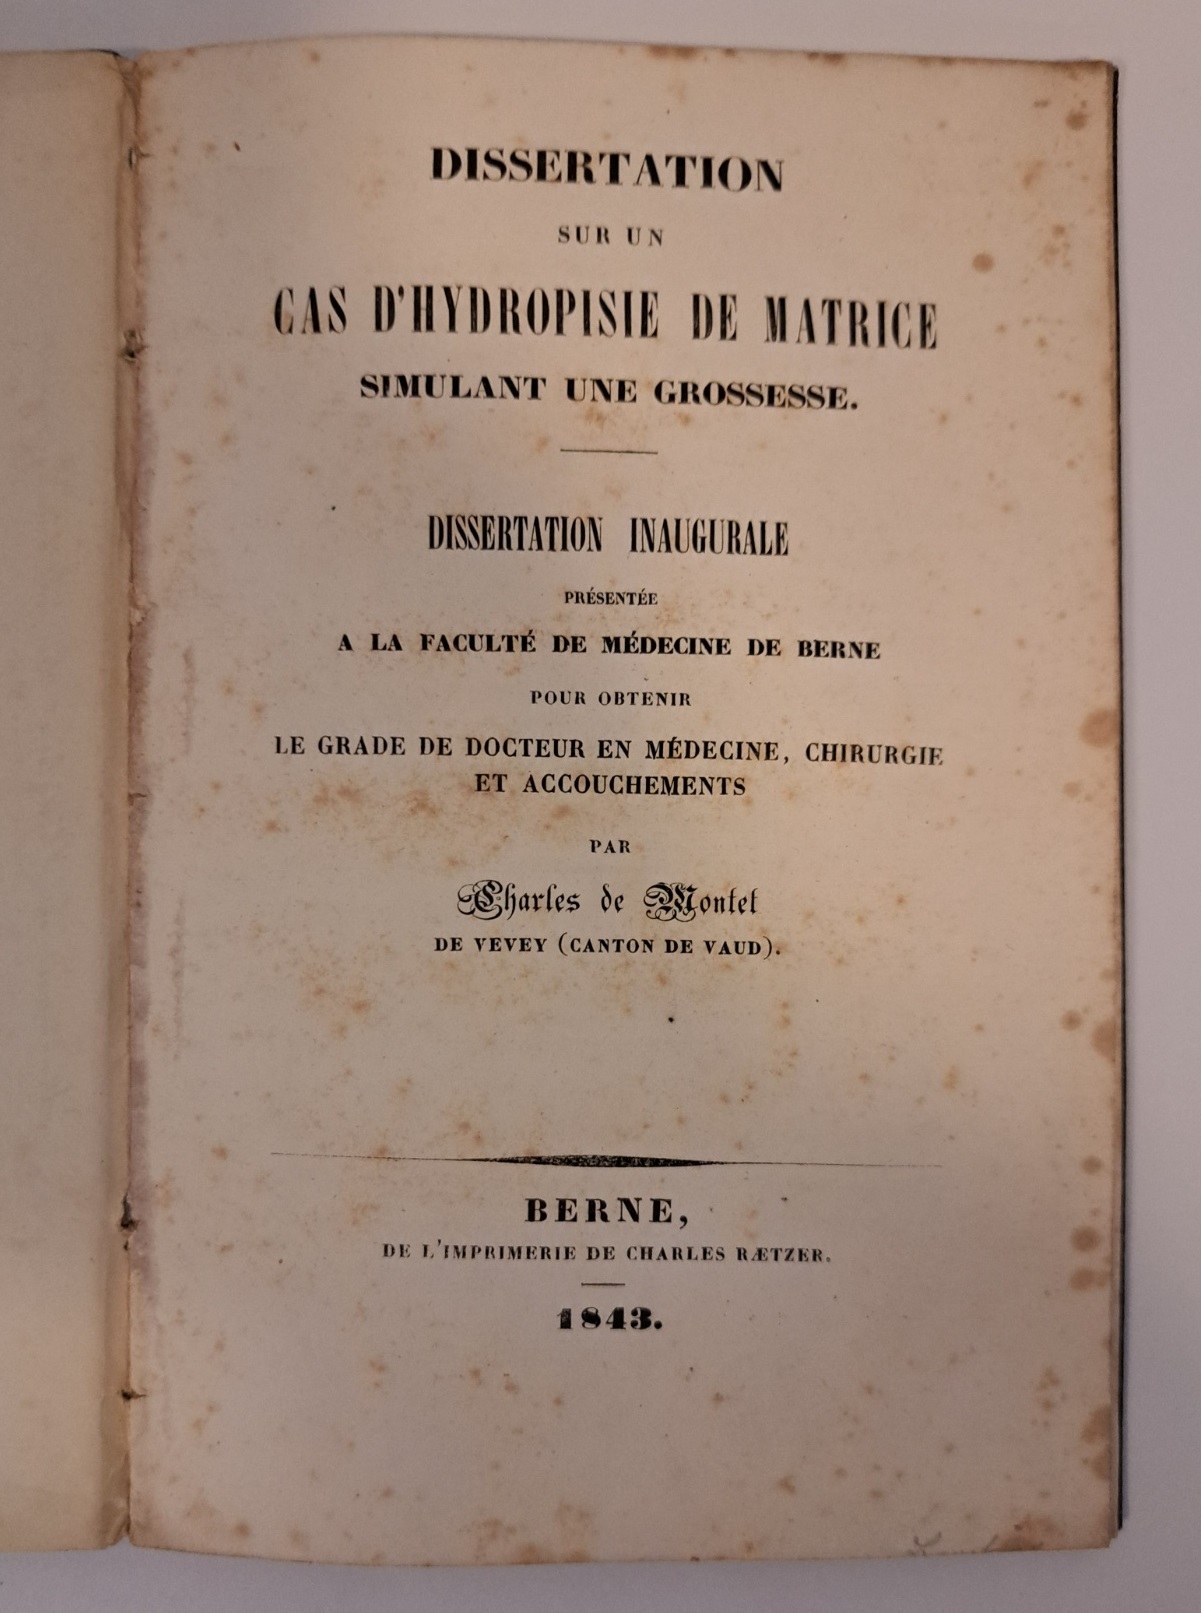 DISSERTATION
SUR UN
CAS D'HYDROPISIE DE MATRICE
SIMULANT UNE GROSSESSE.
DISSERTATION INAUGURALE
PRÉSENTÉE
A LA FACULTÉ DE MÉDECINE DE BERNE
POUR OBTENIR
LE GRADE DE DOCTEUR EN MÉDECINE, CHIRURGIE
ET ACCOUCHEMENTS
PAR
Charles de Montet
DE VEVEY (CANTON DE VAUD).
BERNE,
DE L'IMPRIMERIE DE CHARLES RÆTZER.
1843.